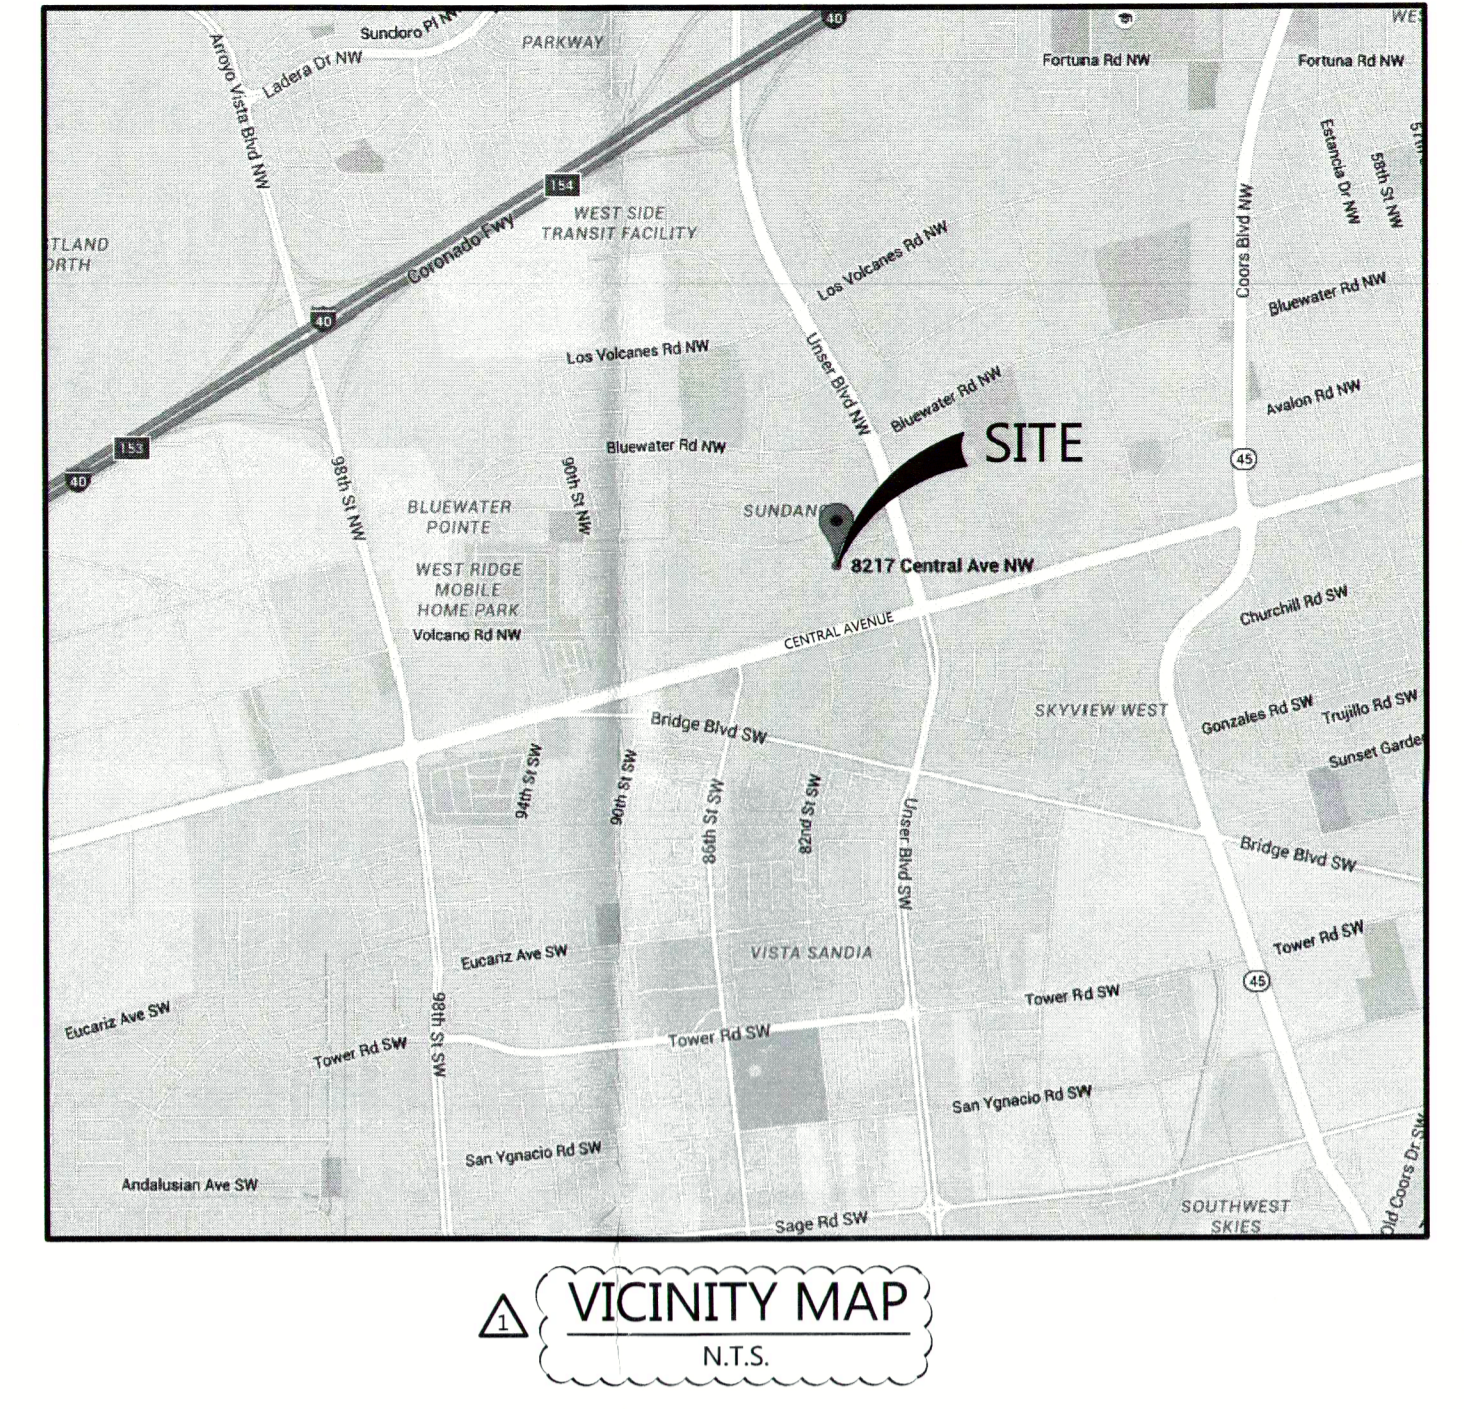 40
Sundoro Pl NW
PARKWAY
WES
Arroyo Vista Blvd NW
Ladera Dr NW
Fortuna Rd NW
Fortuna Rd NW
Estancia Dr NW
58th St NW
57th
154
WEST SIDE
TRANSIT FACILITY
Coronado Fwy
TLAND
ORTH
Los Volcanes Rd NW
Coors Blvd NW
Bluewater Rd NW
40
Los Volcanes Rd NW
Unser Blvd NW
Bluewater Rd NW
Avalon Rd NW
153
40
98th St NW
90th St NW
Bluewater Rd NW
SITE
45
BLUEWATER
POINTE
SUNDANC
8217 Central Ave NW
WEST RIDGE
MOBILE
HOME PARK
Volcano Rd NW
CENTRAL AVENUE
Churchill Rd SW
SKYVIEW WEST
Gonzales Rd SW
Trujillo Rd SW
Sunset Garde
Bridge Blvd SW
94th St SW
90th St SW
86th St SW
82nd St SW
Unser Blvd SW
Bridge Blvd SW
VISTA SANDIA
Eucariz Ave SW
Tower Rd SW
45
Eucariz Ave SW
98th St SW
Tower Rd SW
Tower Rd SW
Tower Rd SW
San Ygnacio Rd SW
San Ygnacio Rd SW
Andalusian Ave SW
Sage Rd SW
SOUTHWEST
SKIES
Old Coors Dr SW
1
VICINITY MAP
N.T.S.